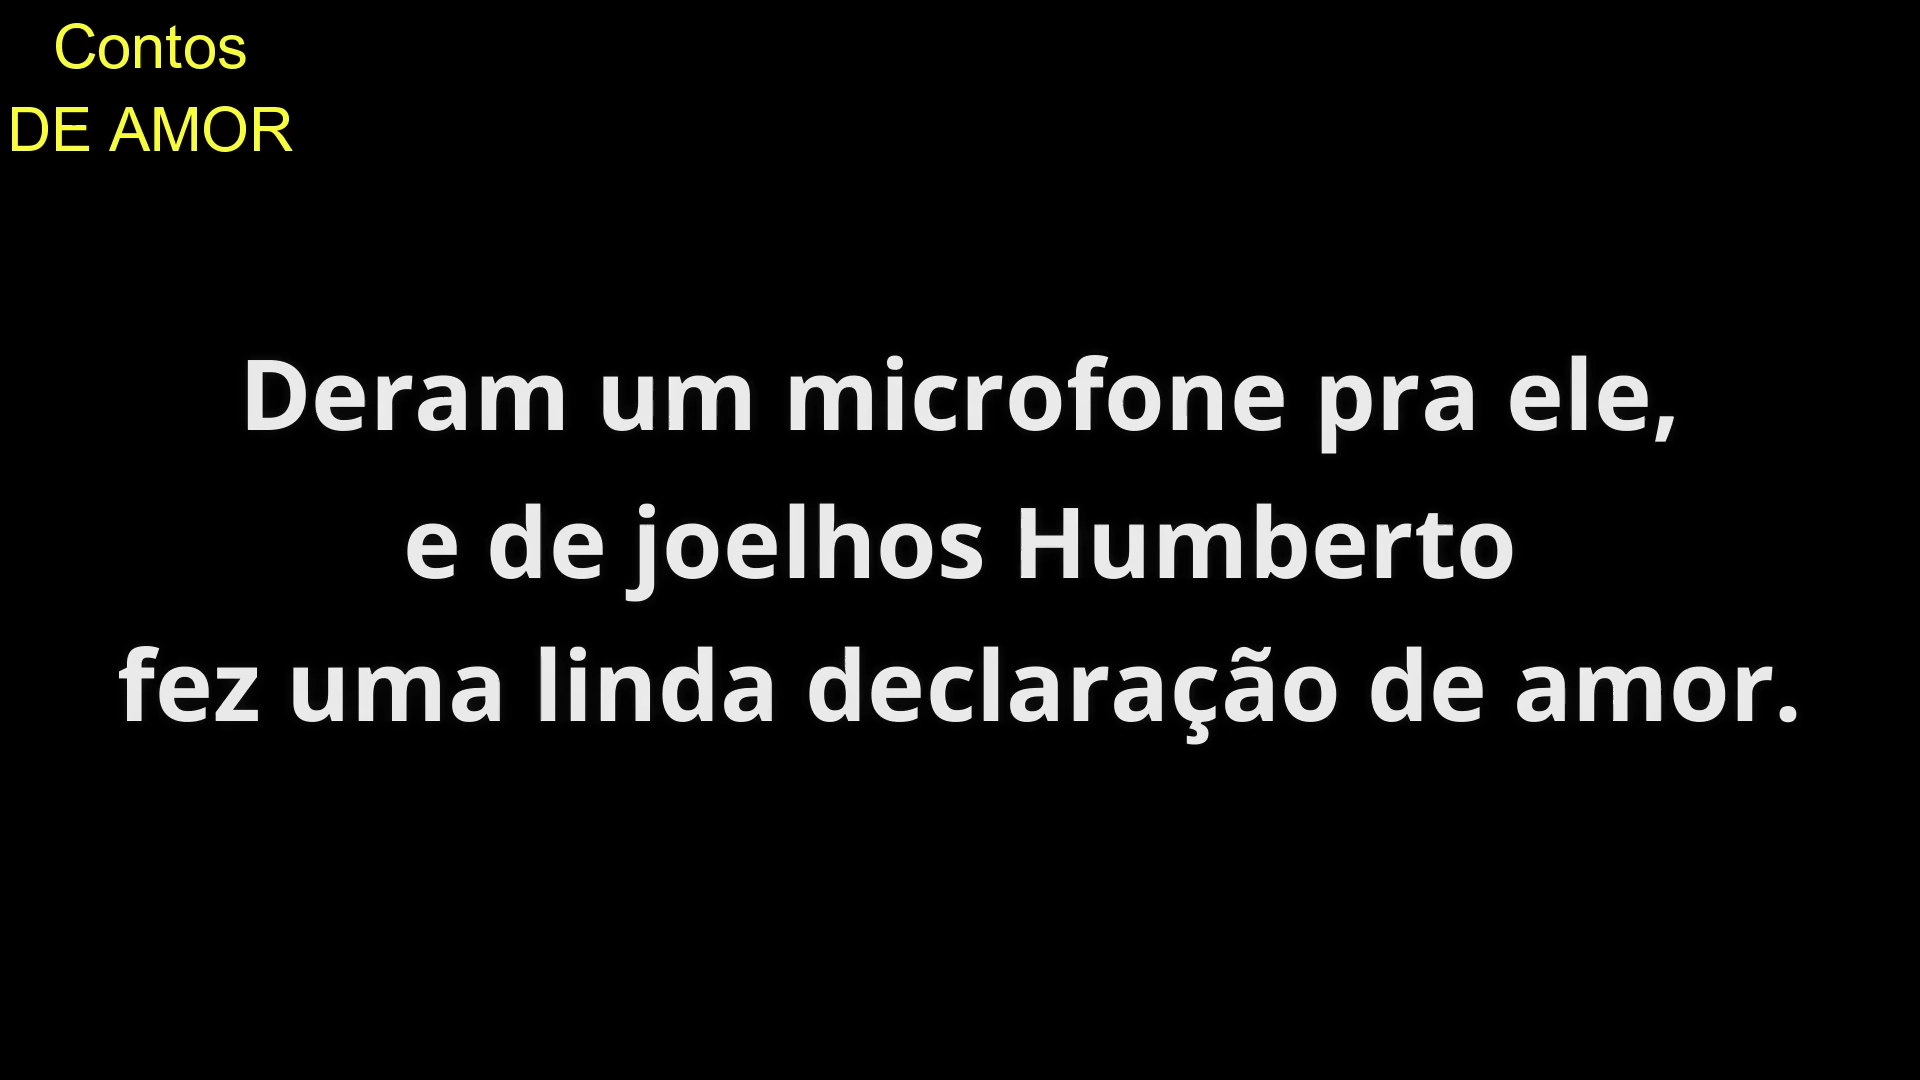 Contos
DE AMOR
Deram um microfone pra ele,
e de joelhos Humberto
fez uma linda declaração de amor.